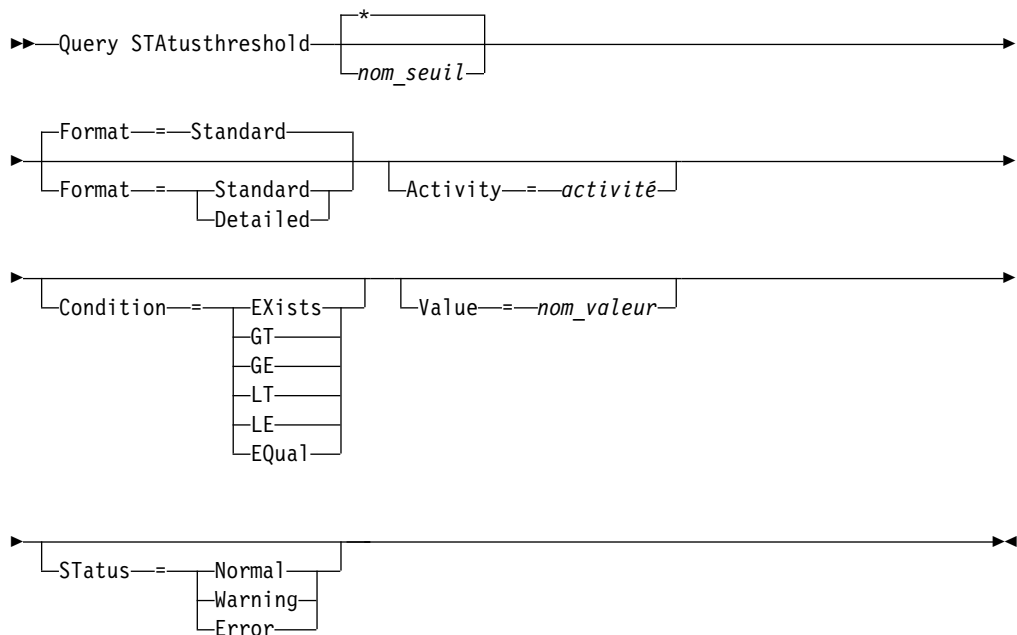 *
Query STAtusthreshold
nom_seuil
Format = Standard
Format = Standard
Activity = activité
Detailed
Condition = EXists
Value = nom_valeur
GT
GE
LT
LE
EQual
STatus = Normal
Warning
Error